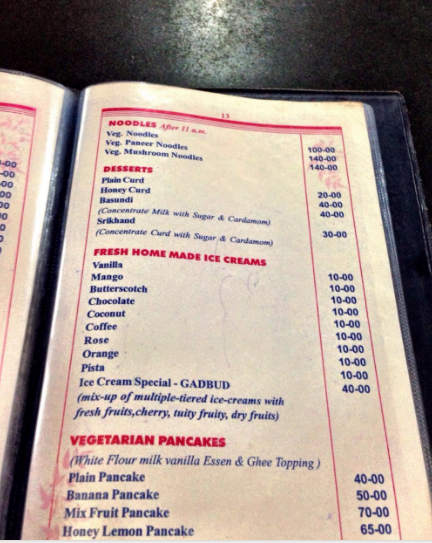 13
NOODLES After 11 a.m.
Veg. Noodles 100-00
Veg. Paneer Noodles 140-00
Veg. Mushroom Noodles 140-00
DESSERTS
Plain Curd 20-00
Honey Curd 40-00
Basundi 40-00
(Concentrate Milk with Sugar & Cardamom)
Srikhand 30-00
(Concentrate Curd with Sugar & Cardamom)
FRESH HOME MADE ICE CREAMS
Vanilla 10-00
Mango 10-00
Butterscotch 10-00
Chocolate 10-00
Coconut 10-00
Coffee 10-00
Rose 10-00
Orange 10-00
Pista 10-00
Ice Cream Special - GADBUD 40-00
(mix-up of multiple-tiered ice-creams with
fresh fruits,cherry, tuity fruity, dry fruits)
VEGETARIAN PANCAKES
(White Flour milk vanilla Essen & Ghee Topping )
Plain Pancake 40-00
Banana Pancake 50-00
Mix Fruit Pancake 70-00
Honey Lemon Pancake 65-00